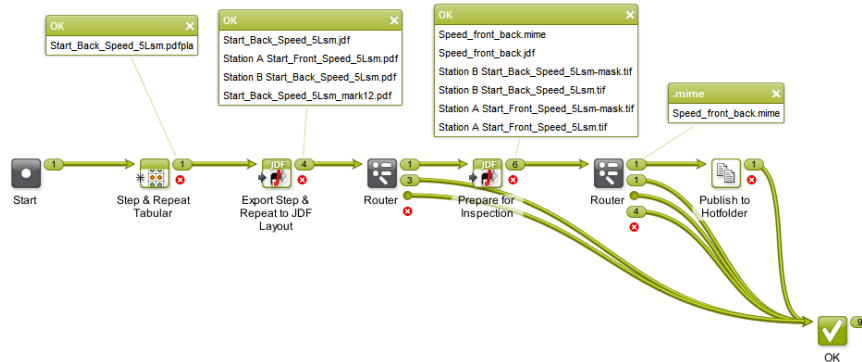 OK
Start_Back_Speed_5Lsm.pdfpla
OK
Start_Back_Speed_5Lsm.jdf
Station A Start_Front_Speed_5Lsm.pdf
Station B Start_Back_Speed_5Lsm.pdf
Start_Back_Speed_5Lsm_mark12.pdf
OK
Speed_front_back.mime
Speed_front_back.jdf
Station B Start_Back_Speed_5Lsm-mask.tif
Station B Start_Back_Speed_5Lsm.tif
Station A Start_Front_Speed_5Lsm-mask.tif
Station A Start_Front_Speed_5Lsm.tif
.mime
Speed_front_back.mime
1
Start
1
Step & Repeat
Tabular
JDF
4
Export Step &
Repeat to JDF
Layout
1
3
Router
JDF
6
Prepare for
Inspection
1
1
4
Router
1
Publish to
Hotfolder
9
OK